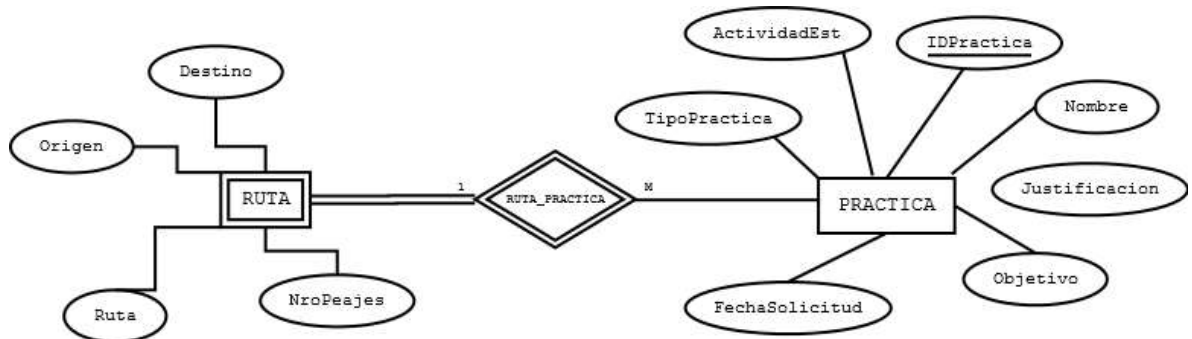 ActividadEst
IDPractica
Destino
Nombre
TipoPractica
Origen
Justificacion
1
M
RUTA
RUTA_PRACTICA
PRACTICA
Objetivo
NroPeajes
FechaSolicitud
Ruta